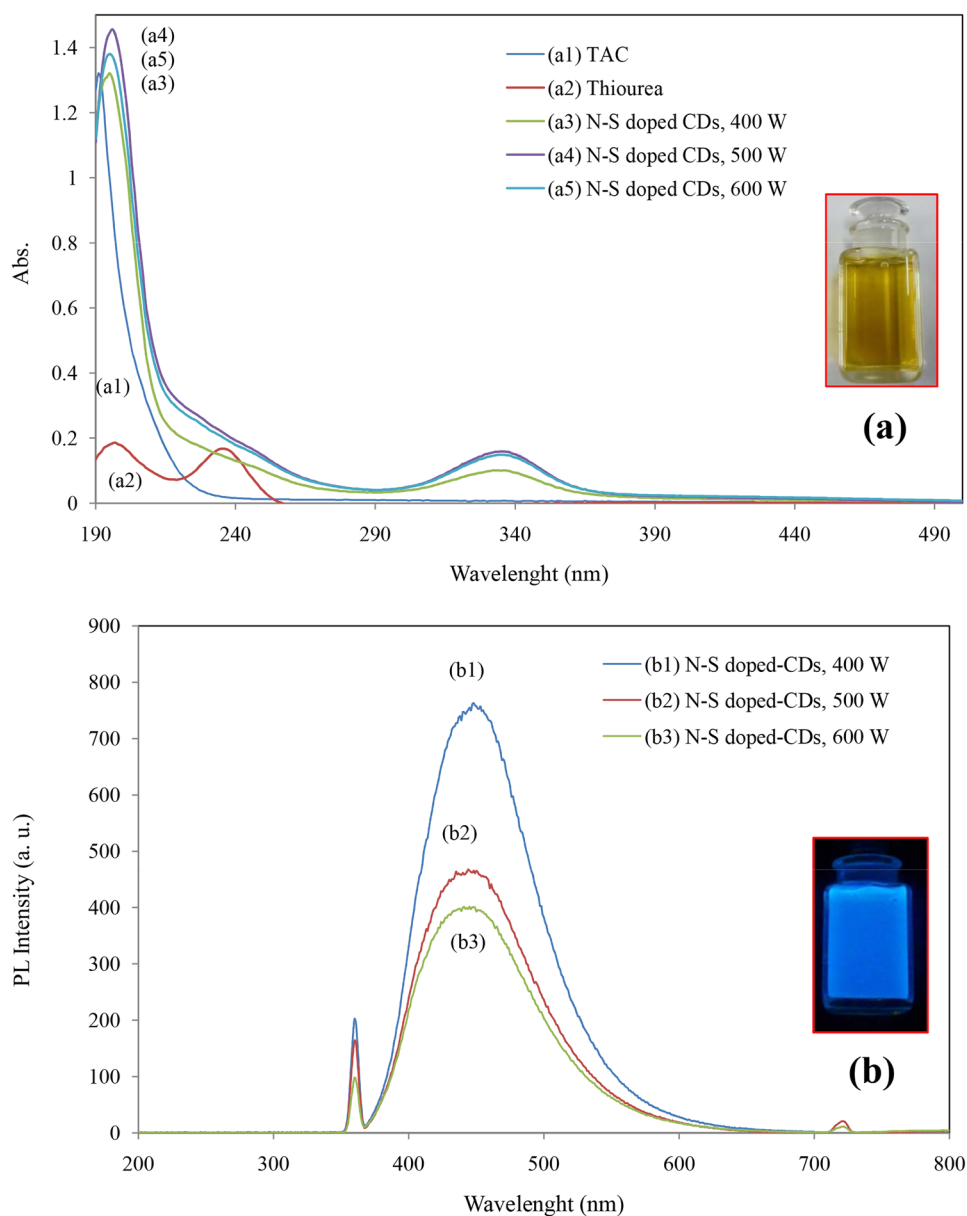 (a4)
(a5)
(a3)
(a1) TAC
(a2) Thiourea
(a3) N-S doped CDs, 400 W
(a4) N-S doped CDs, 500 W
(a5) N-S doped CDs, 600 W
1.4
1.2
1
0.8
0.6
0.4
0.2
0
Abs.
(a1)
(a2)
(a)
190
240
290
340
390
440
490
Wavelenght (nm)
900
800
700
600
500
400
300
200
100
0
PL Intensity (a. u.)
(b1)
(b2)
(b3)
(b1) N-S doped-CDs, 400 W
(b2) N-S doped-CDs, 500 W
(b3) N-S doped-CDs, 600 W
(b)
200
300
400
500
600
700
800
Wavelenght (nm)